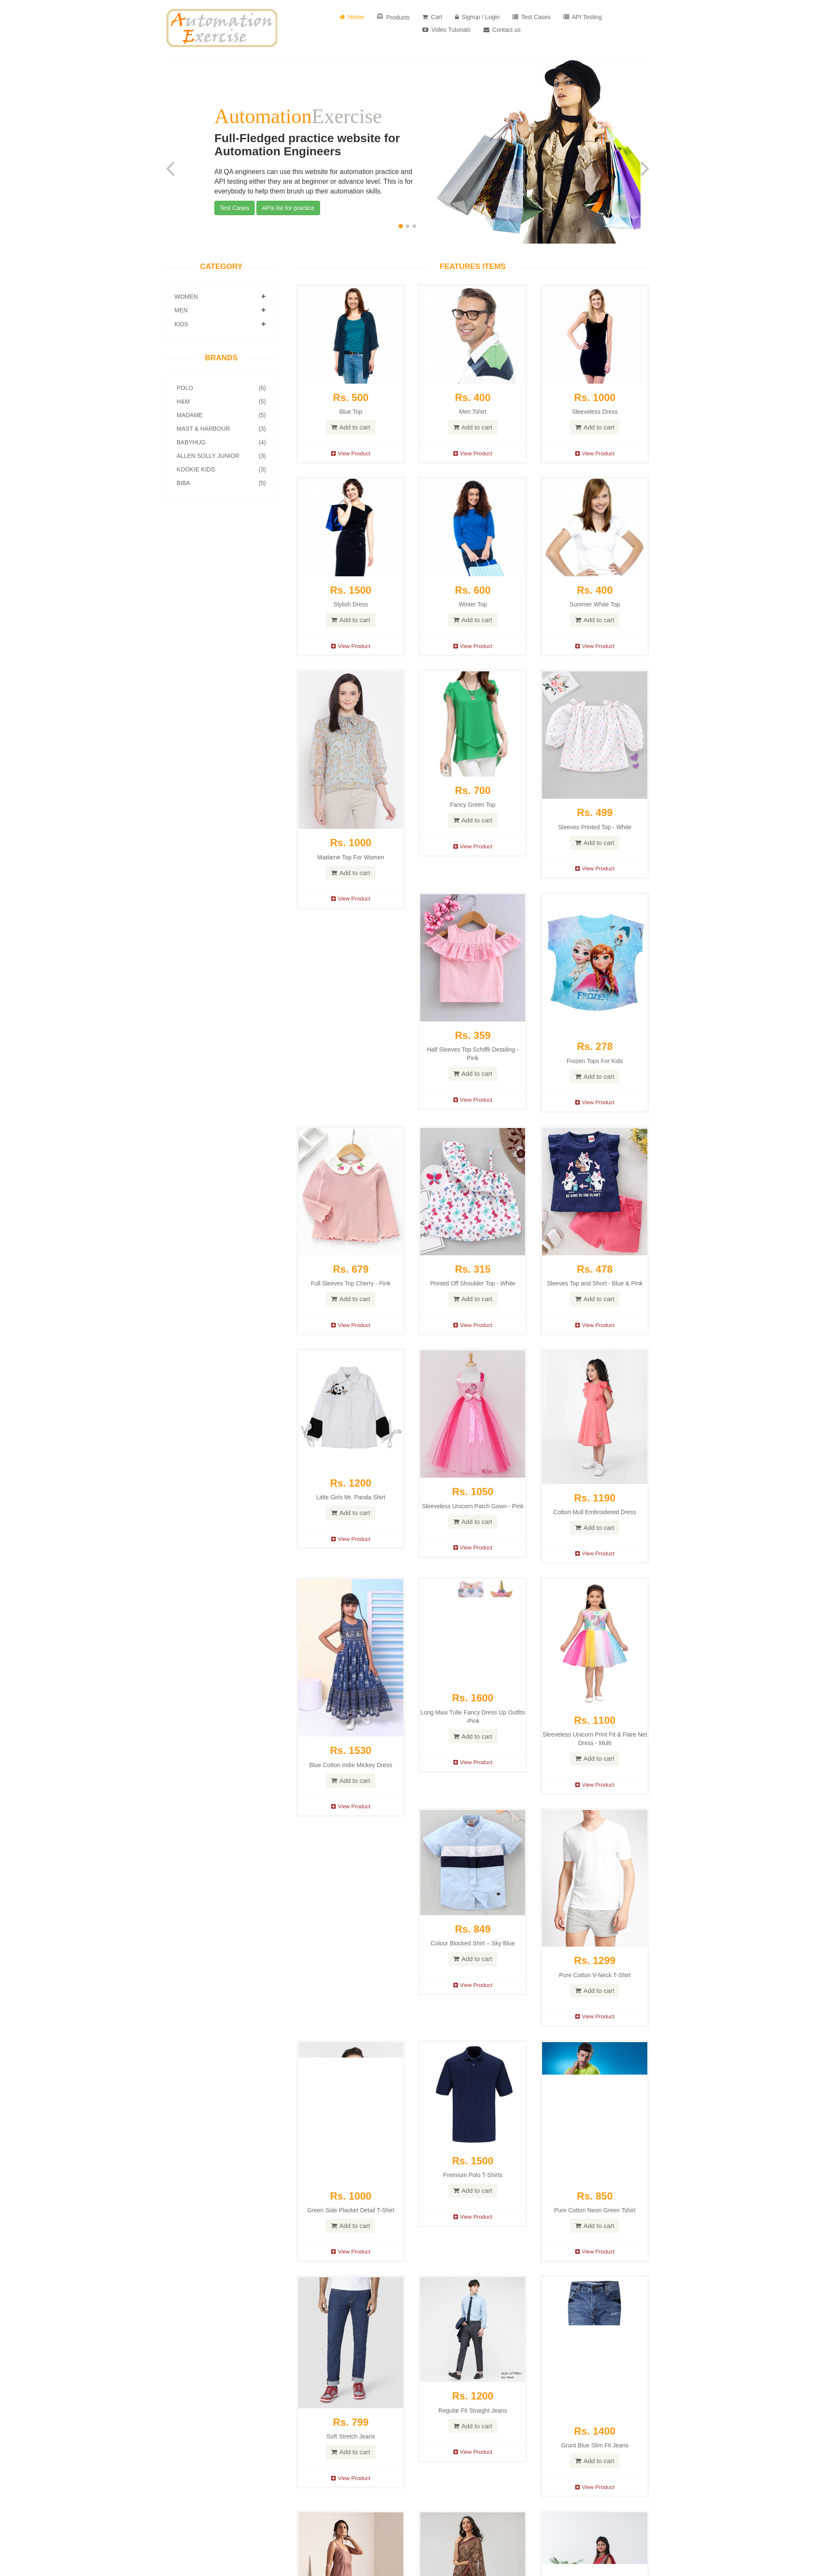 Automation
Exercise
Home
Products
Cart
Signup / Login
Test Cases
API Testing
Video Tutorials
Contact us
AutomationExercise
Full-Fledged practice website for
Automation Engineers
All QA engineers can use this website for automation practice and
API testing either they are at beginner or advance level. This is for
everybody to help them brush up their automation skills.
Test Cases
APIs list for practice
CATEGORY
WOMEN
MEN
KIDS
BRANDS
POLO (6)
H&M (5)
MADAME (5)
MAST & HARBOUR (3)
BABYHUG (4)
ALLEN SOLLY JUNIOR (3)
KOOKIE KIDS (3)
BIBA (5)
FEATURES ITEMS
Rs. 500
Blue Top
Add to cart
View Product
Rs. 400
Men Tshirt
Add to cart
View Product
Rs. 1000
Sleeveless Dress
Add to cart
View Product
Rs. 1500
Stylish Dress
Add to cart
View Product
Rs. 600
Winter Top
Add to cart
View Product
Rs. 400
Summer White Top
Add to cart
View Product
Rs. 1000
Madame Top For Women
Add to cart
View Product
Rs. 700
Fancy Green Top
Add to cart
View Product
Rs. 499
Sleeves Printed Top - White
Add to cart
View Product
Rs. 359
Half Sleeves Top Schiffli Detailing -
Pink
Add to cart
View Product
FROZEN
Rs. 278
Frozen Tops For Kids
Add to cart
View Product
Rs. 679
Full Sleeves Top Cherry - Pink
Add to cart
View Product
Rs. 315
Printed Off Shoulder Top - White
Add to cart
View Product
BE KIND TO THE PLANET
Rs. 478
Sleeves Top and Short - Blue & Pink
Add to cart
View Product
Rs. 1200
Little Girls Mr. Panda Shirt
Add to cart
View Product
Rs. 1050
Sleeveless Unicorn Patch Gown - Pink
Add to cart
View Product
Rs. 1190
Cotton Mull Embroidered Dress
Add to cart
View Product
Rs. 1530
Blue Cotton Indie Mickey Dress
Add to cart
View Product
Rs. 1600
Long Maxi Tulle Fancy Dress Up Outfits
-Pink
Add to cart
View Product
Rs. 1100
Sleeveless Unicorn Print Fit & Flare Net
Dress - Multi
Add to cart
View Product
Rs. 849
Colour Blocked Shirt – Sky Blue
Add to cart
View Product
Rs. 1299
Pure Cotton V-Neck T-Shirt
Add to cart
View Product
Rs. 1000
Green Side Placket Detail T-Shirt
Add to cart
View Product
Rs. 1500
Premium Polo T-Shirts
Add to cart
View Product
Rs. 850
Pure Cotton Neon Green Tshirt
Add to cart
View Product
Rs. 799
Soft Stretch Jeans
Add to cart
View Product
Rs. 1200
Regular Fit Straight Jeans
Add to cart
View Product
Rs. 1400
Grunt Blue Slim Fit Jeans
Add to cart
View Product